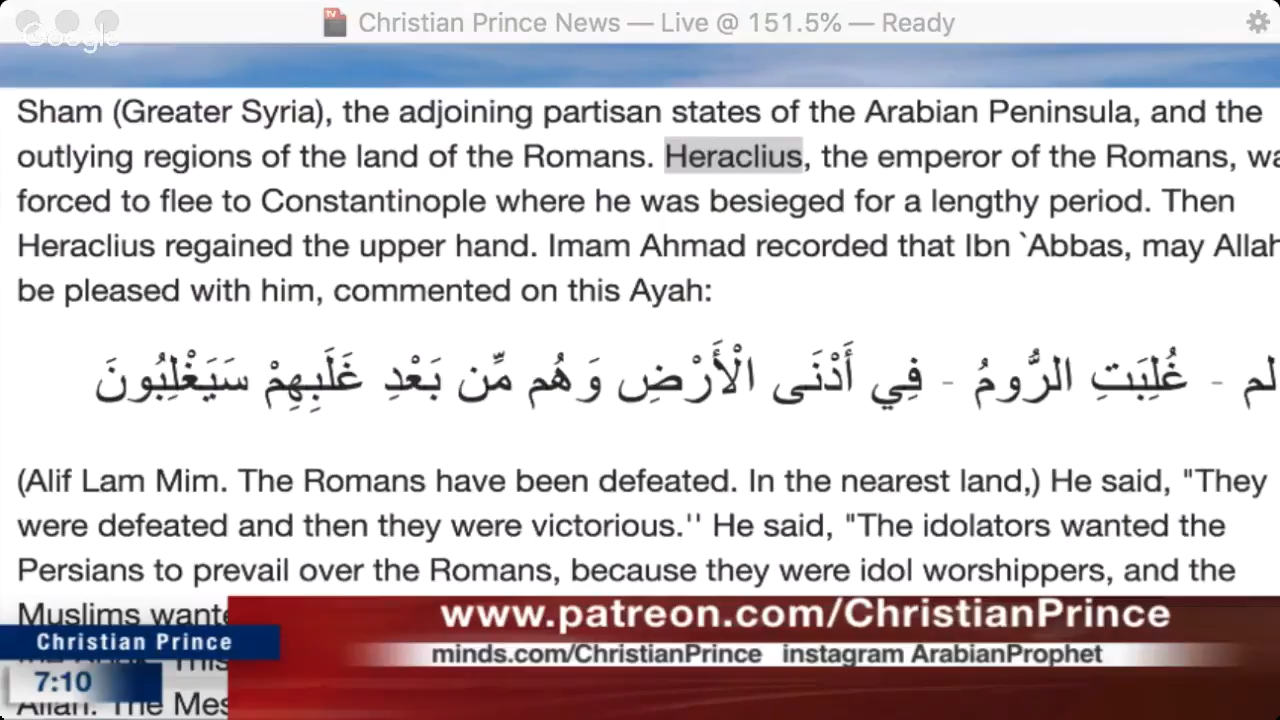 Christian Prince News — Live @ 151.5% — Ready
Google
Sham (Greater Syria), the adjoining partisan states of the Arabian Peninsula, and the
outlying regions of the land of the Romans. Heraclius, the emperor of the Romans, wa
forced to flee to Constantinople where he was besieged for a lengthy period. Then
Heraclius regained the upper hand. Imam Ahmad recorded that Ibn `Abbas, may Allah
be pleased with him, commented on this Ayah:
لم - غُلِبَتِ الرُّومُ - فِي أَدْنَى الْأَرْضِ وَهُم مِّن بَعْدِ غَلَبِهِمْ سَيَغْلِبُونَ
(Alif Lam Mim. The Romans have been defeated. In the nearest land,) He said, "They
were defeated and then they were victorious.'' He said, "The idolators wanted the
Persians to prevail over the Romans, because they were idol worshippers, and the
Muslims wante
www.patreon.com/ChristianPrince
Christian Prince
minds.com/ChristianPrince instagram ArabianProphet
This
7:10
Allah. The Mes